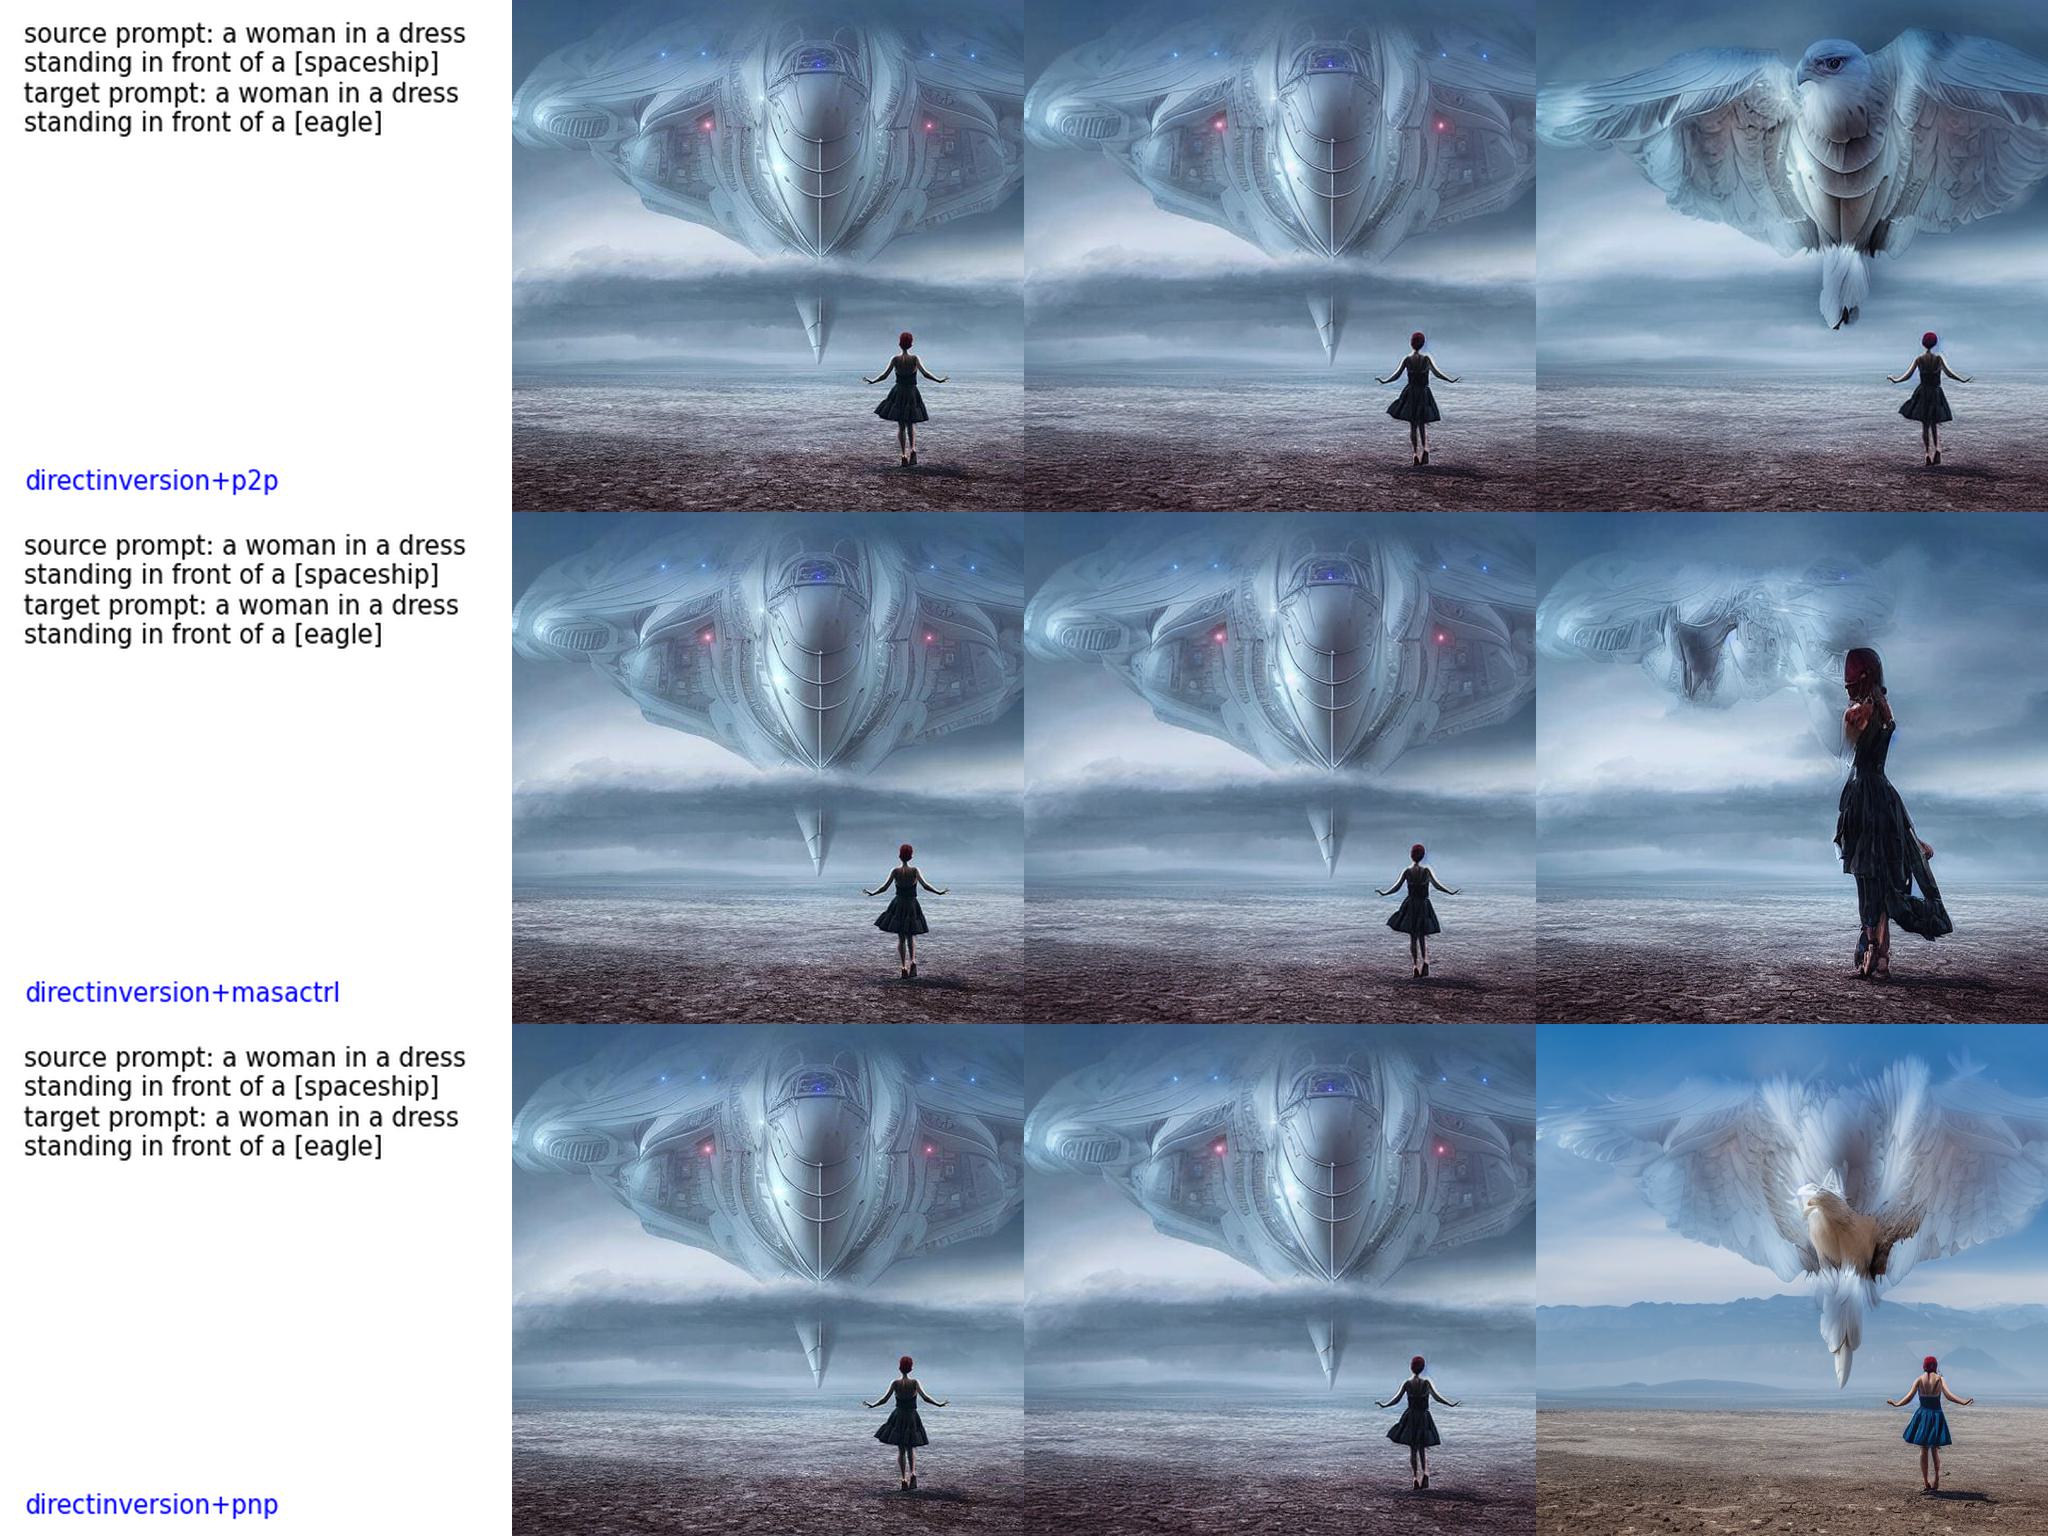 source prompt: a woman in a dress
standing in front of a [spaceship]
target prompt: a woman in a dress
standing in front of a [eagle]
directinversion+p2p
source prompt: a woman in a dress
standing in front of a [spaceship]
target prompt: a woman in a dress
standing in front of a [eagle]
directinversion+masactrl
source prompt: a woman in a dress
standing in front of a [spaceship]
target prompt: a woman in a dress
standing in front of a [eagle]
directinversion+pnp